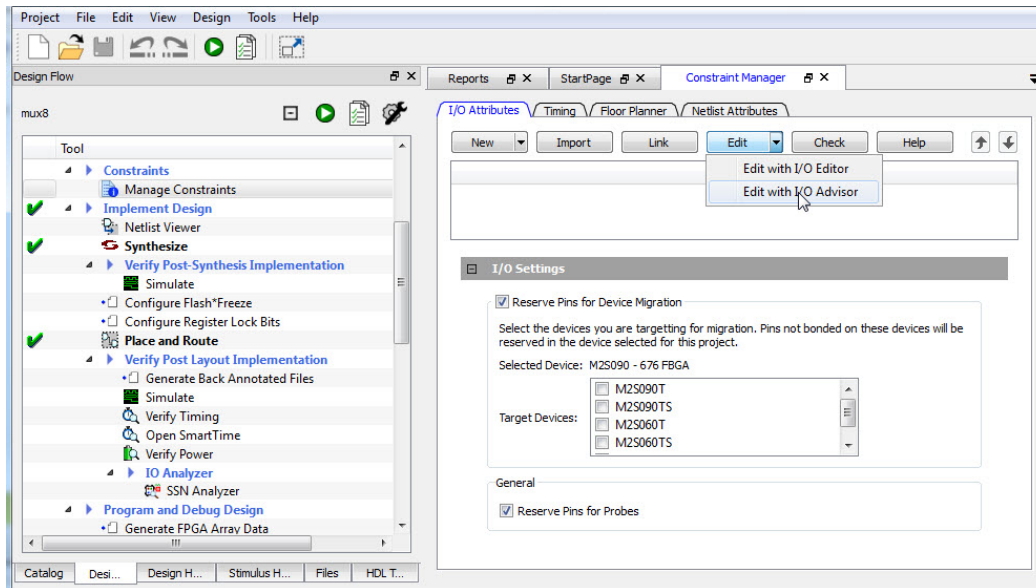 Project File Edit View Design Tools Help
Design Flow
Reports StartPage Constraint Manager
mux8
I/O Attributes Timing Floor Planner Netlist Attributes
New Import Link Edit Check Help
Edit with I/O Editor
Edit with I/O Advisor
Tool
Constraints
Manage Constraints
Implement Design
Netlist Viewer
Synthesize
Verify Post-Synthesis Implementation
Simulate
Configure Flash*Freeze
Configure Register Lock Bits
Place and Route
Verify Post Layout Implementation
Generate Back Annotated Files
Simulate
Verify Timing
Open SmartTime
Verify Power
IO Analyzer
SSN Analyzer
Program and Debug Design
Generate FPGA Array Data
I/O Settings
Reserve Pins for Device Migration
Select the devices you are targetting for migration. Pins not bonded on these devices will be
reserved in the device selected for this project.
Selected Device: M2S090 - 676 FBGA
Target Devices:
M2S090T
M2S090TS
M2S060T
M2S060TS
General
Reserve Pins for Probes
Catalog Desi... Design H... Stimulus H... Files HDL T...